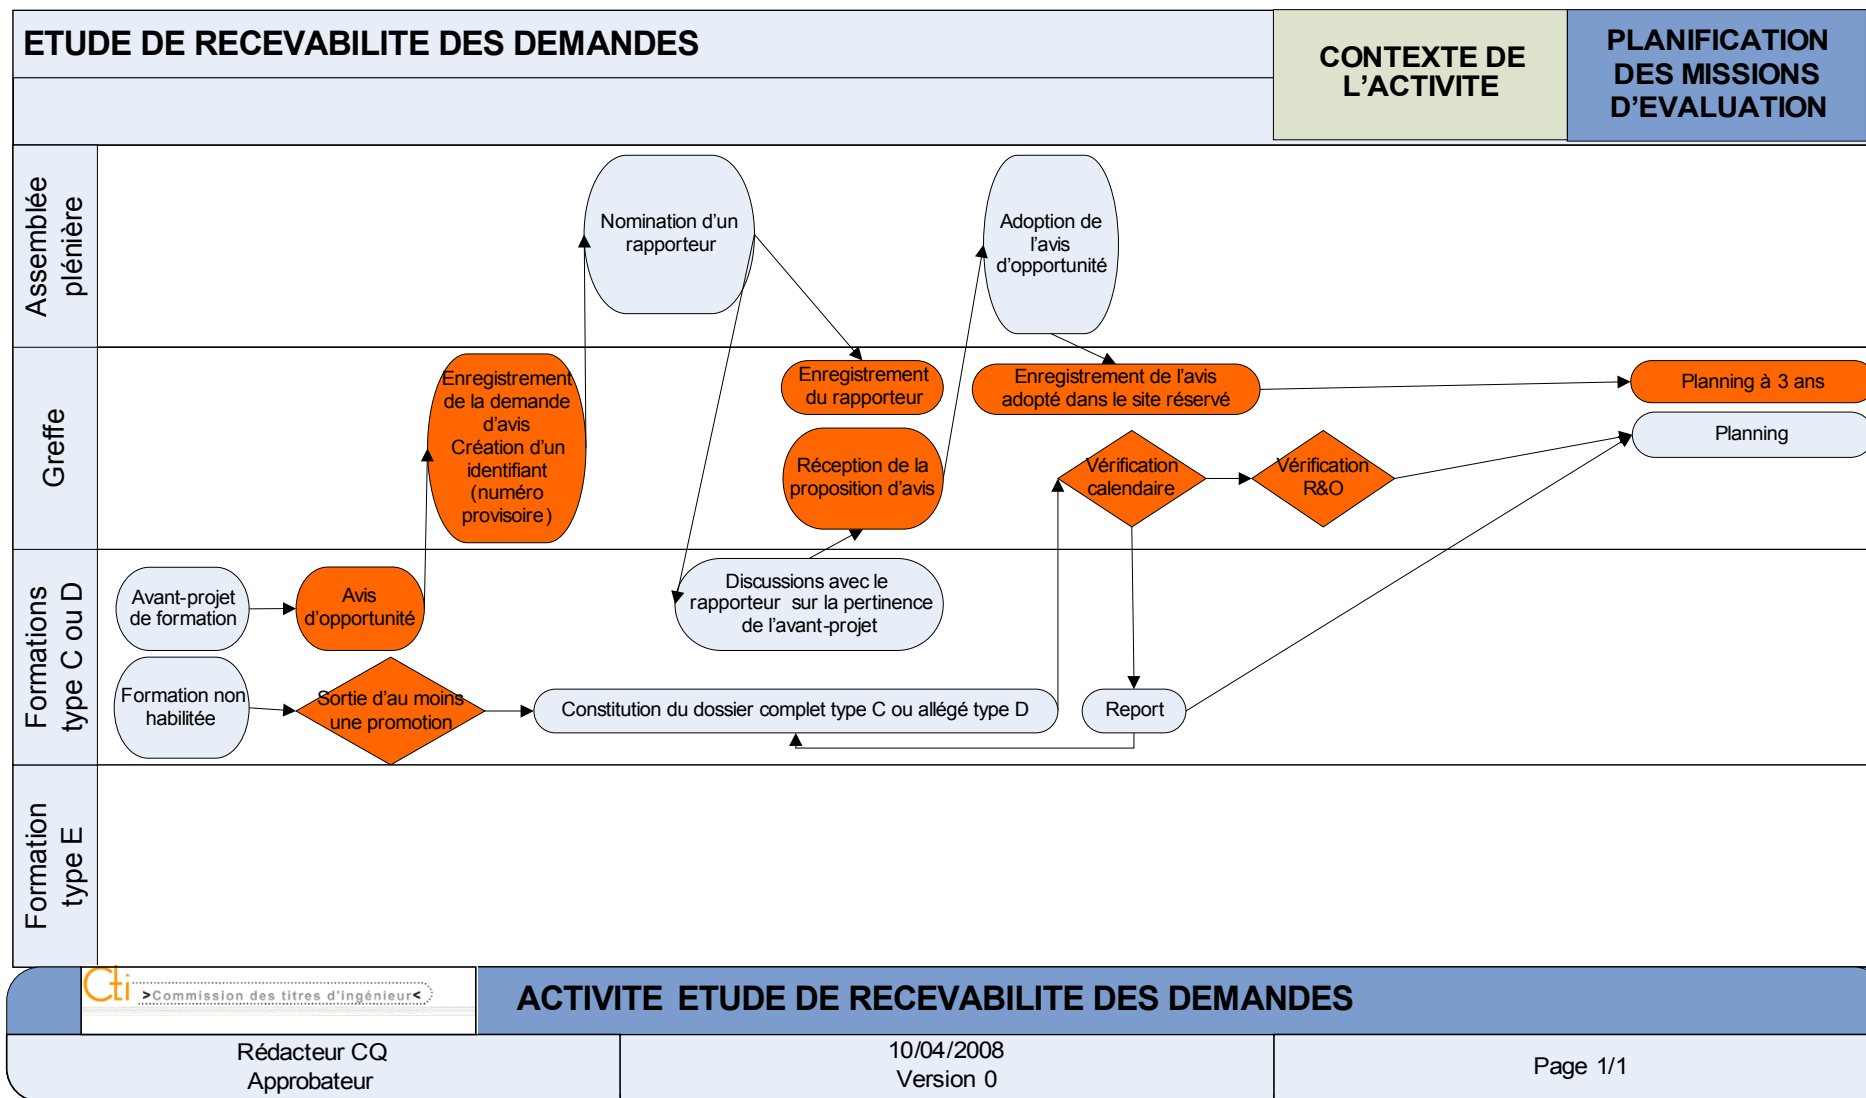 ETUDE DE RECEVABILITE DES DEMANDES
CONTEXTE DE
L'ACTIVITE
PLANIFICATION
DES MISSIONS
D'EVALUATION
Assemblée
plénière
Nomination d'un
rapporteur
Adoption de
l'avis
d'opportunité
Greffe
Enregistrement
de la demande
d'avis
Création d'un
identifiant
(numéro
provisoire)
Enregistrement
du rapporteur
Réception de la
proposition d'avis
Enregistrement de l'avis
adopté dans le site réservé
Vérification
calendaire
Vérification
R&O
Planning à 3 ans
Planning
Formations
type C ou D
Avant-projet
de formation
Avis
d'opportunité
Discussions avec le
rapporteur sur la pertinence
de l'avant-projet
Formation non
habilitée
Sortie d'au moins
une promotion
Constitution du dossier complet type C ou allégé type D
Report
Formation
type E
Cti >Commission des titres d'ingénieur<
ACTIVITE ETUDE DE RECEVABILITE DES DEMANDES
Rédacteur CQ
Approbateur
10/04/2008
Version 0
Page 1/1